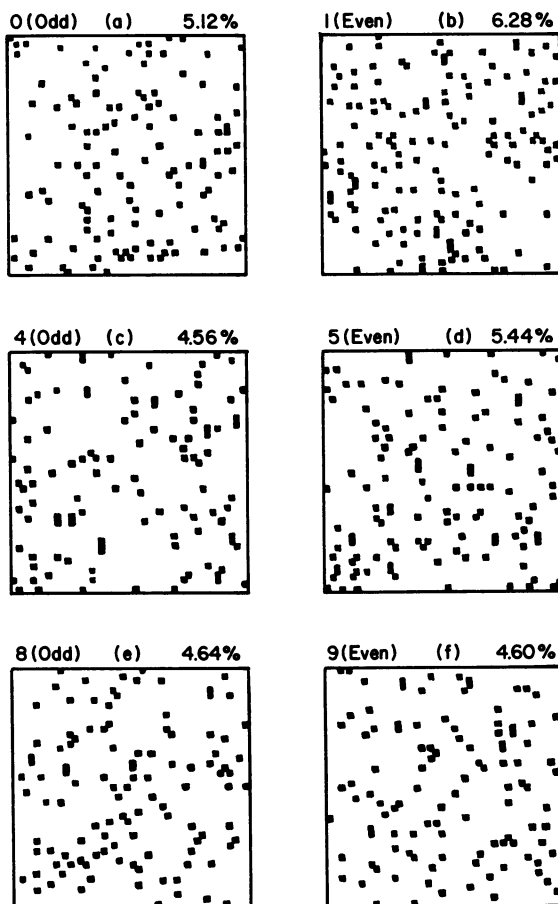 0 (Odd) (a) 5.12%
1 (Even) (b) 6.28%
4 (Odd) (c) 4.56%
5 (Even) (d) 5.44%
8 (Odd) (e) 4.64%
9 (Even) (f) 4.60%